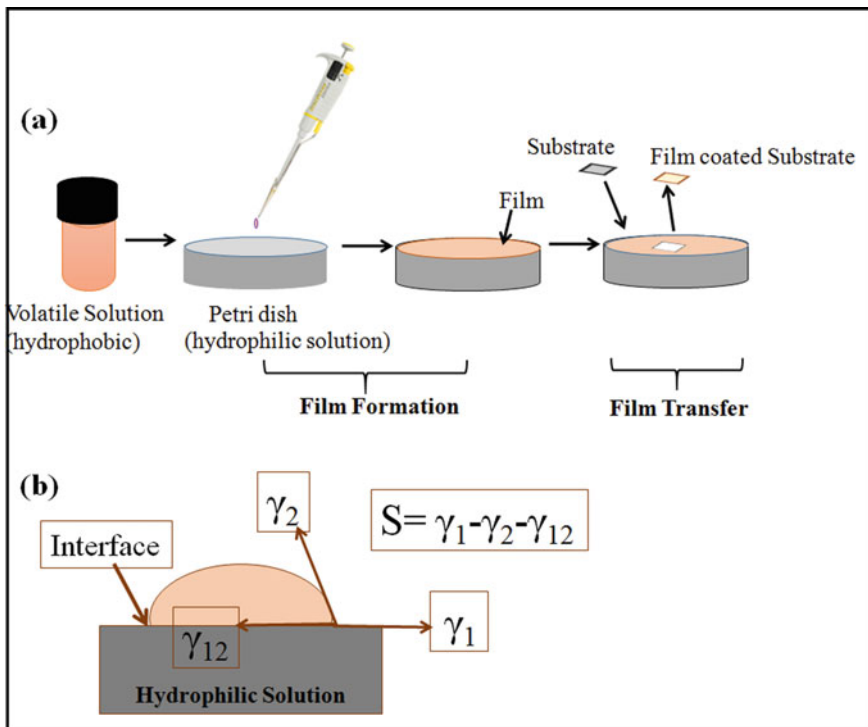 (a)
Substrate
Film coated Substrate
Film
Volatile Solution
(hydrophobic)
Petri dish
(hydrophilic solution)
Film Formation
Film Transfer
(b)
γ₂
S= γ₁-γ₂-γ₁₂
Interface
γ₁₂
γ₁
Hydrophilic Solution